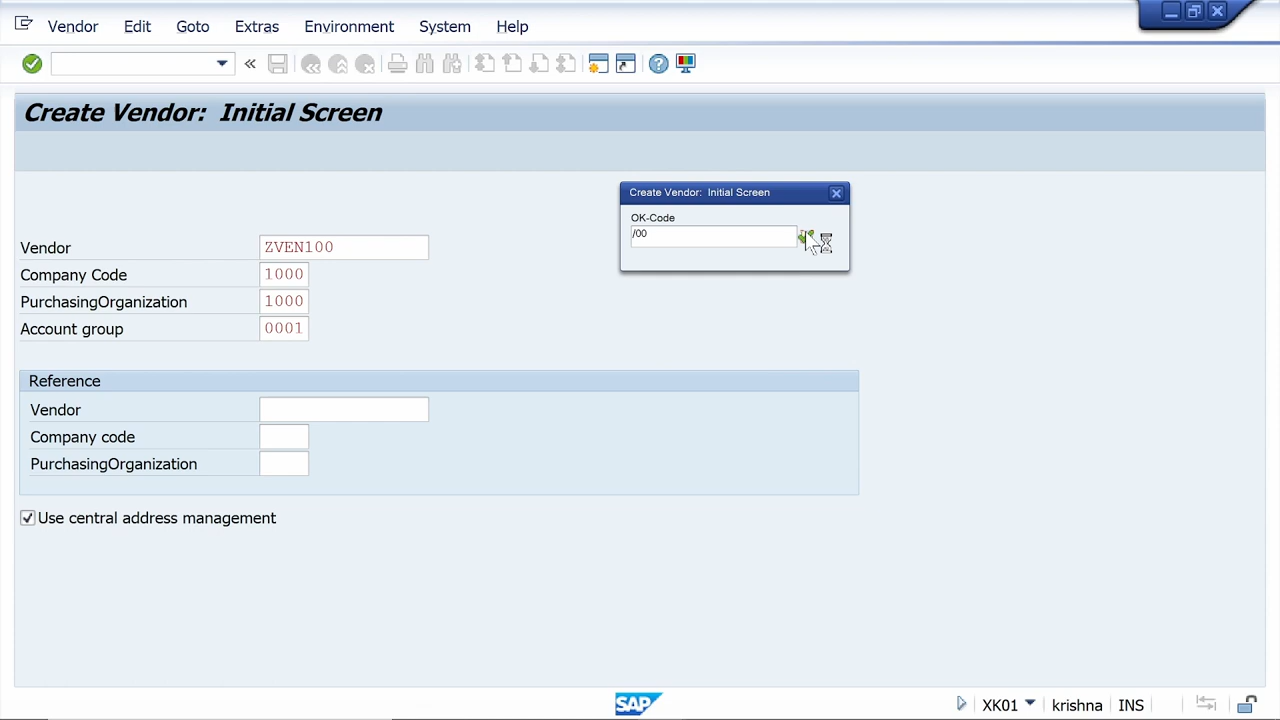 Vendor Edit Goto Extras Environment System Help
Create Vendor: Initial Screen
Create Vendor: Initial Screen
OK-Code
/00
Vendor ZVEN100
Company Code 1000
PurchasingOrganization 1000
Account group 0001
Reference
Vendor
Company code
PurchasingOrganization
Use central address management
SAP XK01 krishna INS